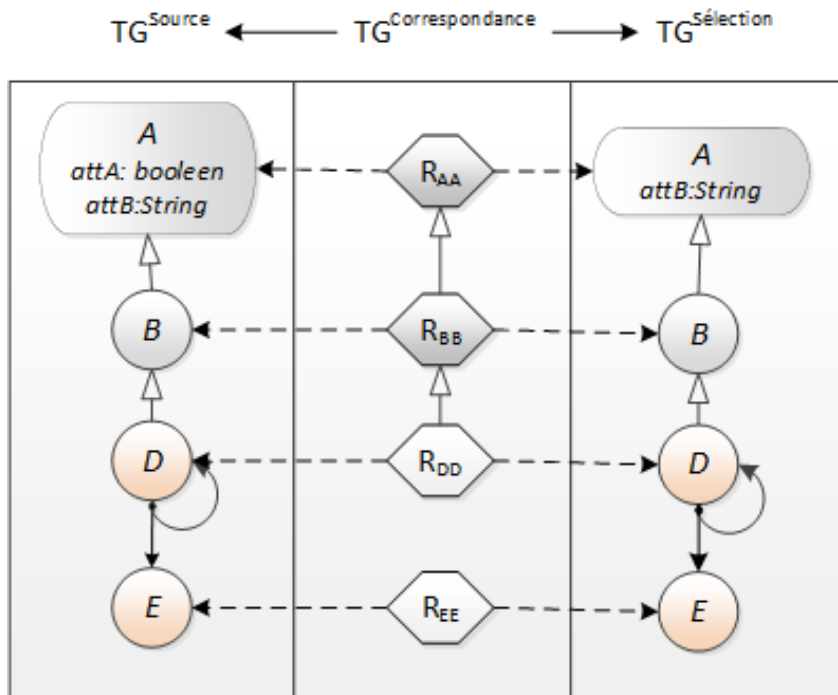 TG^Source TG^Correspondance TG^Sélection
A
attA: booleen
attB:String
R_AA
A
attB:String
B
R_BB
B
D
R_DD
D
E
R_EE
E